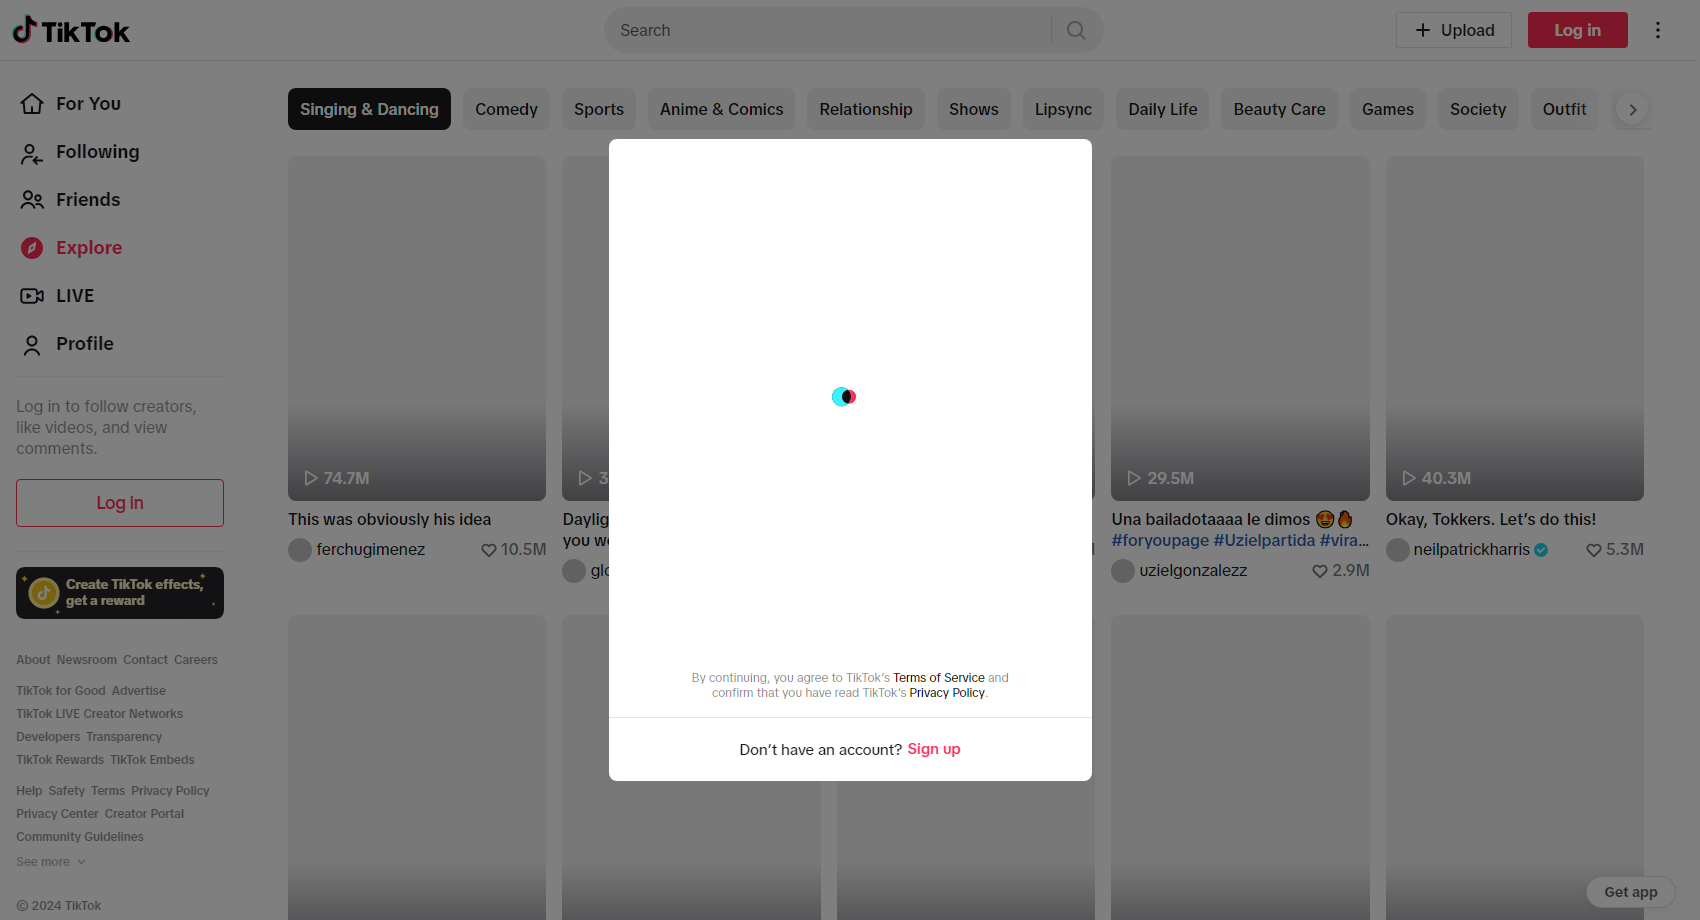 TikTok
Search
Upload
Log in
For You
Following
Friends
Explore
LIVE
Profile
Log in to follow creators,
like videos, and view
comments.
Log in
Create TikTok effects,
get a reward
About Newsroom Contact Careers
TikTok for Good Advertise
TikTok LIVE Creator Networks
Developers Transparency
TikTok Rewards TikTok Embeds
Help Safety Terms Privacy Policy
Privacy Center Creator Portal
Community Guidelines
See more
© 2024 TikTok
Singing & Dancing Comedy Sports Anime & Comics Relationship Shows Lipsync Daily Life Beauty Care Games Society Outfit
74.7M
This was obviously his idea
ferchugimenez 10.5M
29.5M
Una bailadotaaaa le dimos 😍🔥
#foryoupage #Uzielpartida #vira...
uzielgonzalezz 2.9M
40.3M
Okay, Tokkers. Let's do this!
neilpatrickharris 5.3M
By continuing, you agree to TikTok's Terms of Service and
confirm that you have read TikTok's Privacy Policy.
Don't have an account? Sign up
Get app